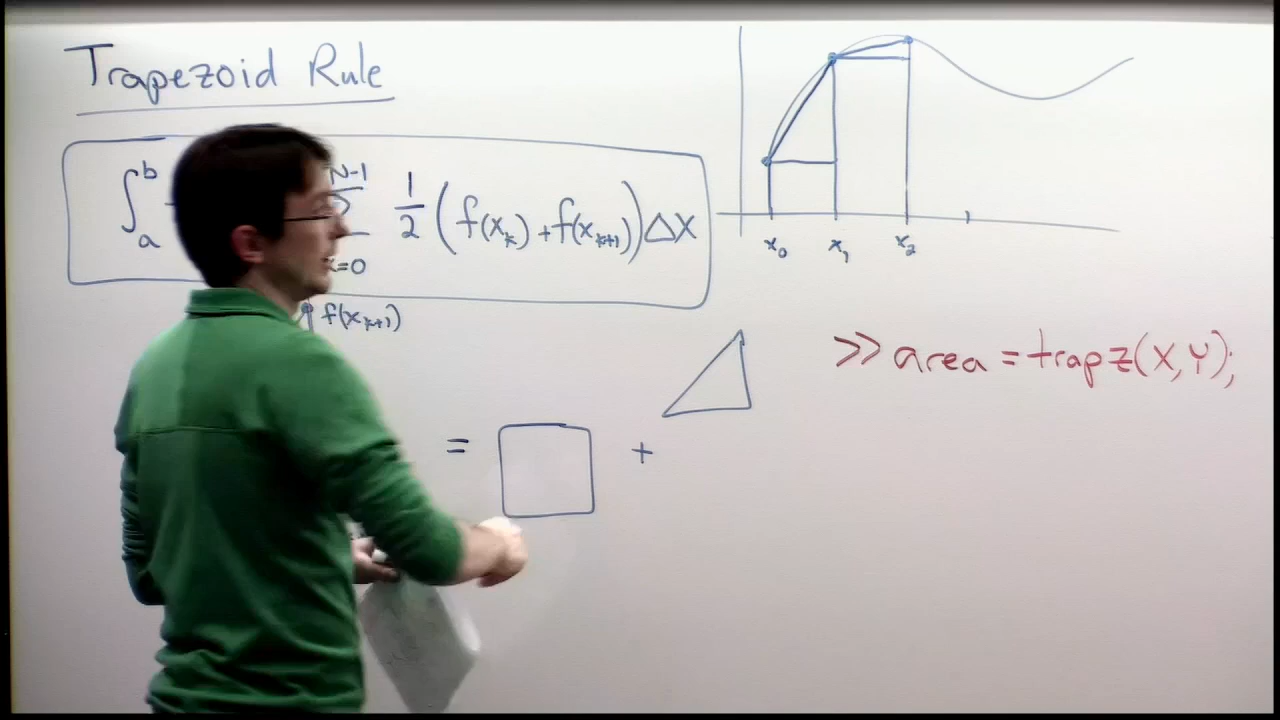 Trapezoid Rule
∫ₐᵇ N-1 Σ k=0 1/2 (f(xₖ) + f(xₖ₊₁)) Δx
f(xₖ₊₁)
x₀ x₁ x₂
>> area = trapz(X,Y);
= +